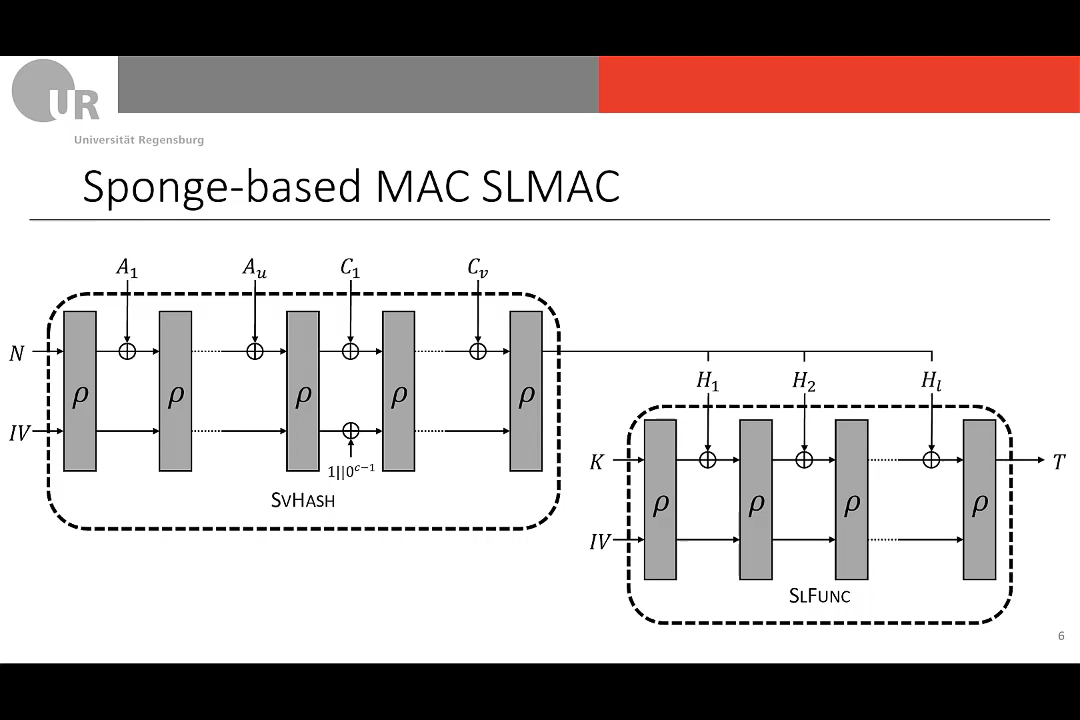 UR
Universität Regensburg
Sponge-based MAC SLMAC
A₁ Aᵤ C₁ Cᵥ
N
ρ ρ ρ ρ ρ
IV
1||0ᶜ⁻¹
SvHash
H₁ H₂ Hₗ
K T
ρ ρ ρ ρ
IV
SlFunc
6